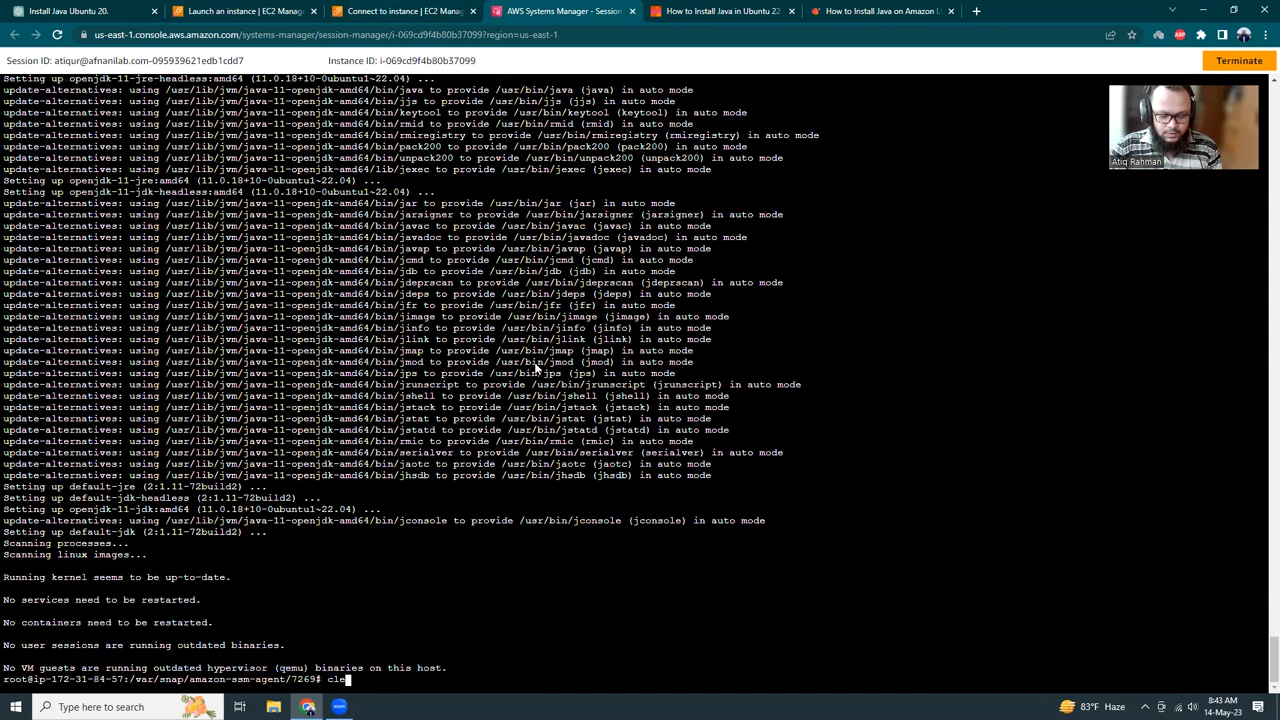 Install Java Ubuntu 20.
Launch an instance | EC2 Manag
Connect to instance | EC2 Manag
AWS Systems Manager - Session
How to Install Java in Ubuntu 22
How to Install Java on Amazon Li
us-east-1.console.aws.amazon.com/systems-manager/session-manager/i-069cd9f4b80b37099?region=us-east-1
Session ID: atiqur@afnanilab.com-095939621edb1cdd7 Instance ID: i-069cd9f4b80b37099 Terminate
Setting up openjdk-11-jre-headless:amd64 (11.0.18+10-0ubuntu1~22.04) ...
update-alternatives: using /usr/lib/jvm/java-11-openjdk-amd64/bin/java to provide /usr/bin/java (java) in auto mode
update-alternatives: using /usr/lib/jvm/java-11-openjdk-amd64/bin/jjs to provide /usr/bin/jjs (jjs) in auto mode
update-alternatives: using /usr/lib/jvm/java-11-openjdk-amd64/bin/keytool to provide /usr/bin/keytool (keytool) in auto mode
update-alternatives: using /usr/lib/jvm/java-11-openjdk-amd64/bin/rmid to provide /usr/bin/rmid (rmid) in auto mode
update-alternatives: using /usr/lib/jvm/java-11-openjdk-amd64/bin/rmiregistry to provide /usr/bin/rmiregistry (rmiregistry) in auto mode
update-alternatives: using /usr/lib/jvm/java-11-openjdk-amd64/bin/pack200 to provide /usr/bin/pack200 (pack200) in auto mode
update-alternatives: using /usr/lib/jvm/java-11-openjdk-amd64/bin/unpack200 to provide /usr/bin/unpack200 (unpack200) in auto mode
update-alternatives: using /usr/lib/jvm/java-11-openjdk-amd64/lib/jexec to provide /usr/bin/jexec (jexec) in auto mode
Setting up openjdk-11-jre:amd64 (11.0.18+10-0ubuntu1~22.04) ...
Setting up openjdk-11-jdk-headless:amd64 (11.0.18+10-0ubuntu1~22.04) ...
update-alternatives: using /usr/lib/jvm/java-11-openjdk-amd64/bin/jar to provide /usr/bin/jar (jar) in auto mode
update-alternatives: using /usr/lib/jvm/java-11-openjdk-amd64/bin/jarsigner to provide /usr/bin/jarsigner (jarsigner) in auto mode
update-alternatives: using /usr/lib/jvm/java-11-openjdk-amd64/bin/javac to provide /usr/bin/javac (javac) in auto mode
update-alternatives: using /usr/lib/jvm/java-11-openjdk-amd64/bin/javadoc to provide /usr/bin/javadoc (javadoc) in auto mode
update-alternatives: using /usr/lib/jvm/java-11-openjdk-amd64/bin/javap to provide /usr/bin/javap (javap) in auto mode
update-alternatives: using /usr/lib/jvm/java-11-openjdk-amd64/bin/jcmd to provide /usr/bin/jcmd (jcmd) in auto mode
update-alternatives: using /usr/lib/jvm/java-11-openjdk-amd64/bin/jdb to provide /usr/bin/jdb (jdb) in auto mode
update-alternatives: using /usr/lib/jvm/java-11-openjdk-amd64/bin/jdeprscan to provide /usr/bin/jdeprscan (jdeprscan) in auto mode
update-alternatives: using /usr/lib/jvm/java-11-openjdk-amd64/bin/jdeps to provide /usr/bin/jdeps (jdeps) in auto mode
update-alternatives: using /usr/lib/jvm/java-11-openjdk-amd64/bin/jfr to provide /usr/bin/jfr (jfr) in auto mode
update-alternatives: using /usr/lib/jvm/java-11-openjdk-amd64/bin/jimage to provide /usr/bin/jimage (jimage) in auto mode
update-alternatives: using /usr/lib/jvm/java-11-openjdk-amd64/bin/jinfo to provide /usr/bin/jinfo (jinfo) in auto mode
update-alternatives: using /usr/lib/jvm/java-11-openjdk-amd64/bin/jlink to provide /usr/bin/jlink (jlink) in auto mode
update-alternatives: using /usr/lib/jvm/java-11-openjdk-amd64/bin/jmap to provide /usr/bin/jmap (jmap) in auto mode
update-alternatives: using /usr/lib/jvm/java-11-openjdk-amd64/bin/jmod to provide /usr/bin/jmod (jmod) in auto mode
update-alternatives: using /usr/lib/jvm/java-11-openjdk-amd64/bin/jps to provide /usr/bin/jps (jps) in auto mode
update-alternatives: using /usr/lib/jvm/java-11-openjdk-amd64/bin/jrunscript to provide /usr/bin/jrunscript (jrunscript) in auto mode
update-alternatives: using /usr/lib/jvm/java-11-openjdk-amd64/bin/jshell to provide /usr/bin/jshell (jshell) in auto mode
update-alternatives: using /usr/lib/jvm/java-11-openjdk-amd64/bin/jstack to provide /usr/bin/jstack (jstack) in auto mode
update-alternatives: using /usr/lib/jvm/java-11-openjdk-amd64/bin/jstat to provide /usr/bin/jstat (jstat) in auto mode
update-alternatives: using /usr/lib/jvm/java-11-openjdk-amd64/bin/jstatd to provide /usr/bin/jstatd (jstatd) in auto mode
update-alternatives: using /usr/lib/jvm/java-11-openjdk-amd64/bin/rmic to provide /usr/bin/rmic (rmic) in auto mode
update-alternatives: using /usr/lib/jvm/java-11-openjdk-amd64/bin/serialver to provide /usr/bin/serialver (serialver) in auto mode
update-alternatives: using /usr/lib/jvm/java-11-openjdk-amd64/bin/jaotc to provide /usr/bin/jaotc (jaotc) in auto mode
update-alternatives: using /usr/lib/jvm/java-11-openjdk-amd64/bin/jhsdb to provide /usr/bin/jhsdb (jhsdb) in auto mode
Setting up default-jre (2:1.11-72build2) ...
Setting up default-jdk-headless (2:1.11-72build2) ...
Setting up openjdk-11-jdk:amd64 (11.0.18+10-0ubuntu1~22.04) ...
update-alternatives: using /usr/lib/jvm/java-11-openjdk-amd64/bin/jconsole to provide /usr/bin/jconsole (jconsole) in auto mode
Setting up default-jdk (2:1.11-72build2) ...
Scanning processes...
Scanning linux images...
Running kernel seems to be up-to-date.
No services need to be restarted.
No containers need to be restarted.
No user sessions are running outdated binaries.
No VM guests are running outdated hypervisor (qemu) binaries on this host.
root@ip-172-31-84-57:/var/snap/amazon-ssm-agent/7269# cle
Atiq Rahman
Type here to search
zoom
83°F Haze
8:43 AM
14-May-23